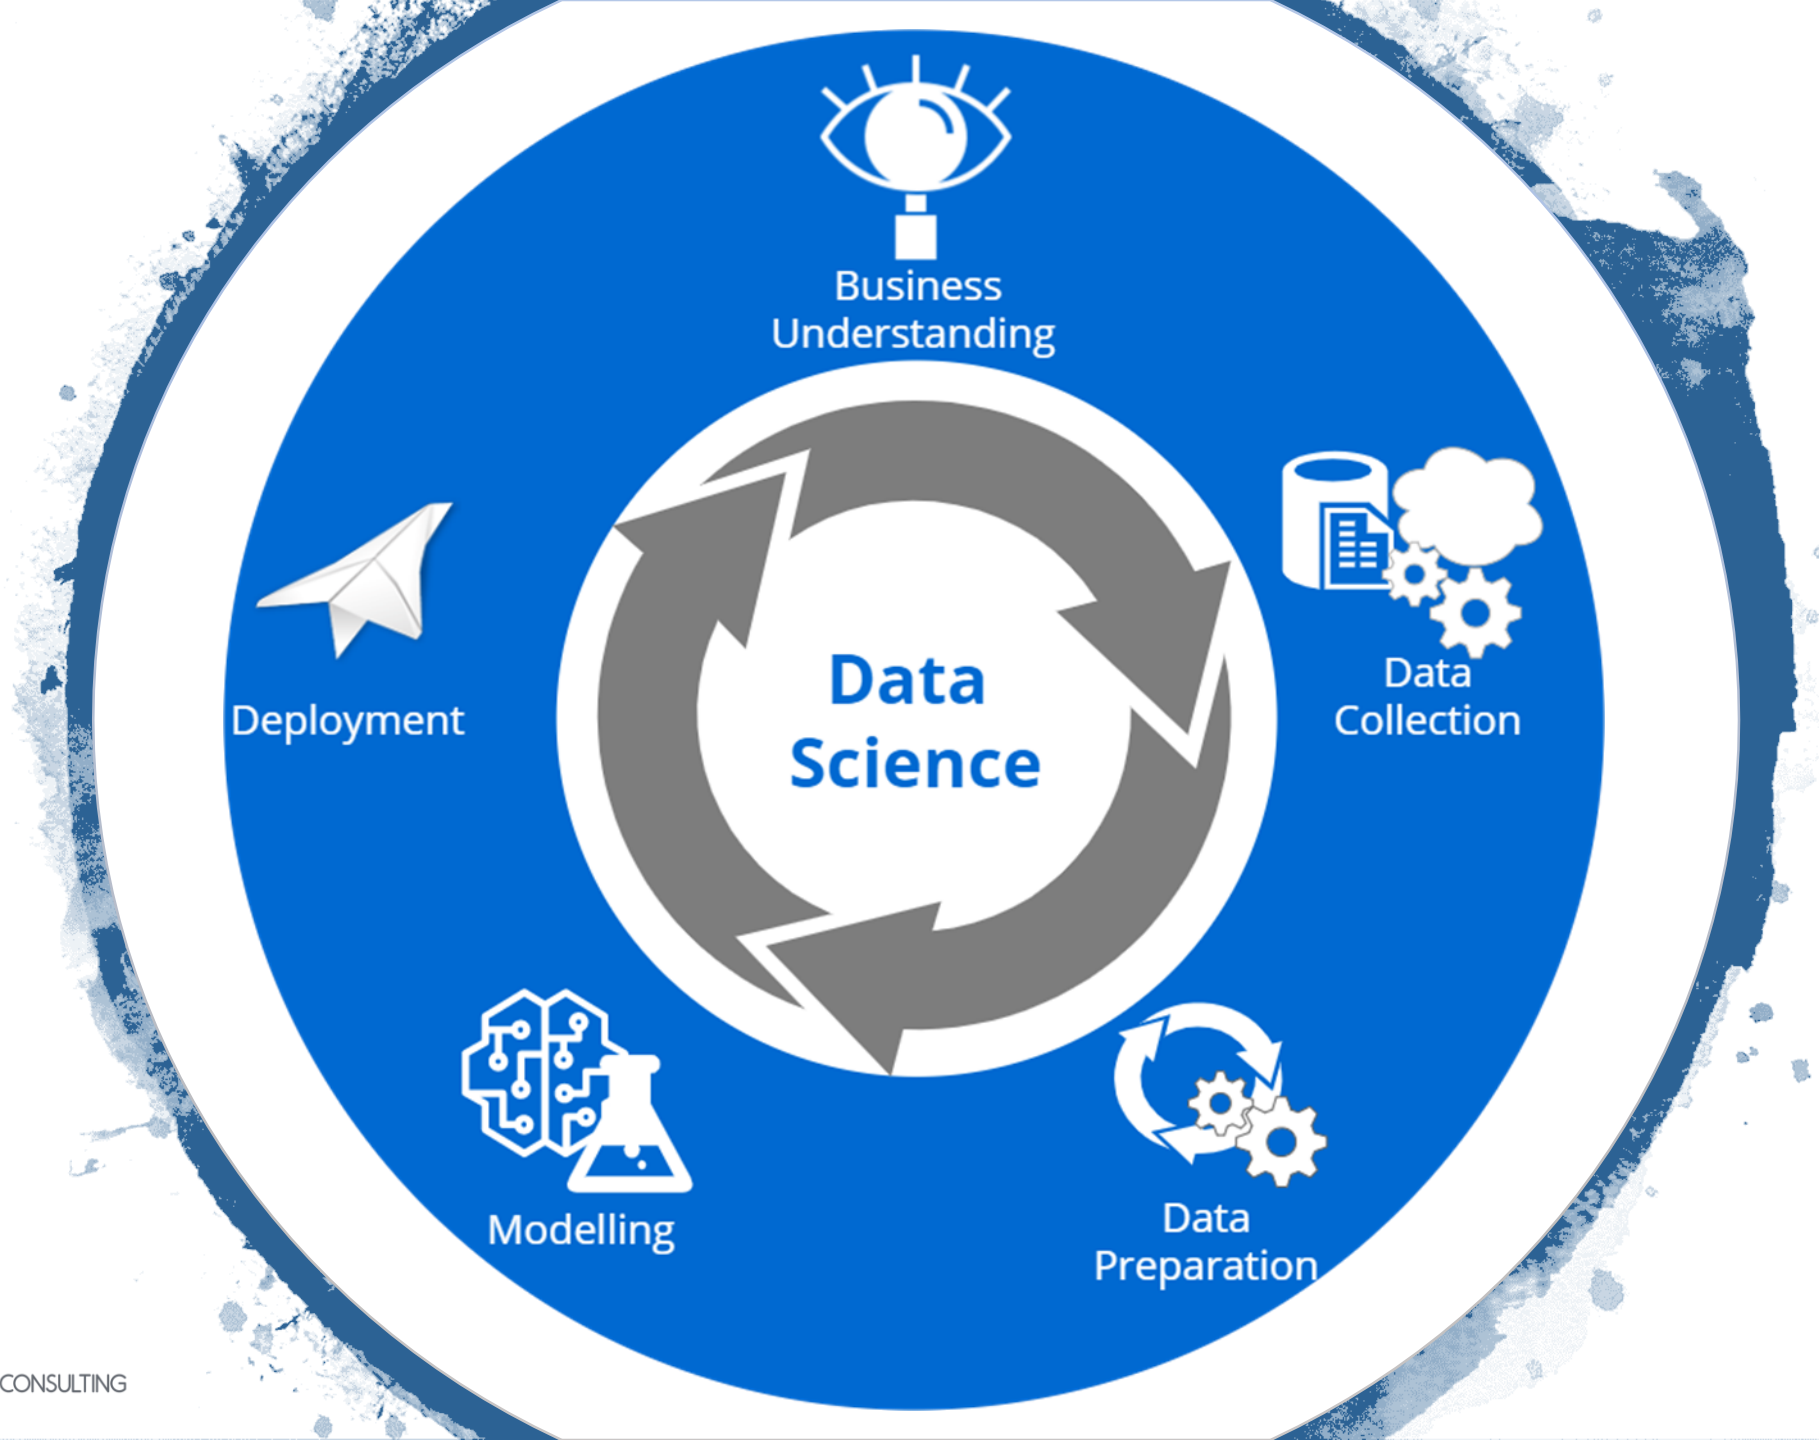 Business
Understanding
Data
Collection
Data
Science
Deployment
Modelling
Data
Preparation
CONSULTING